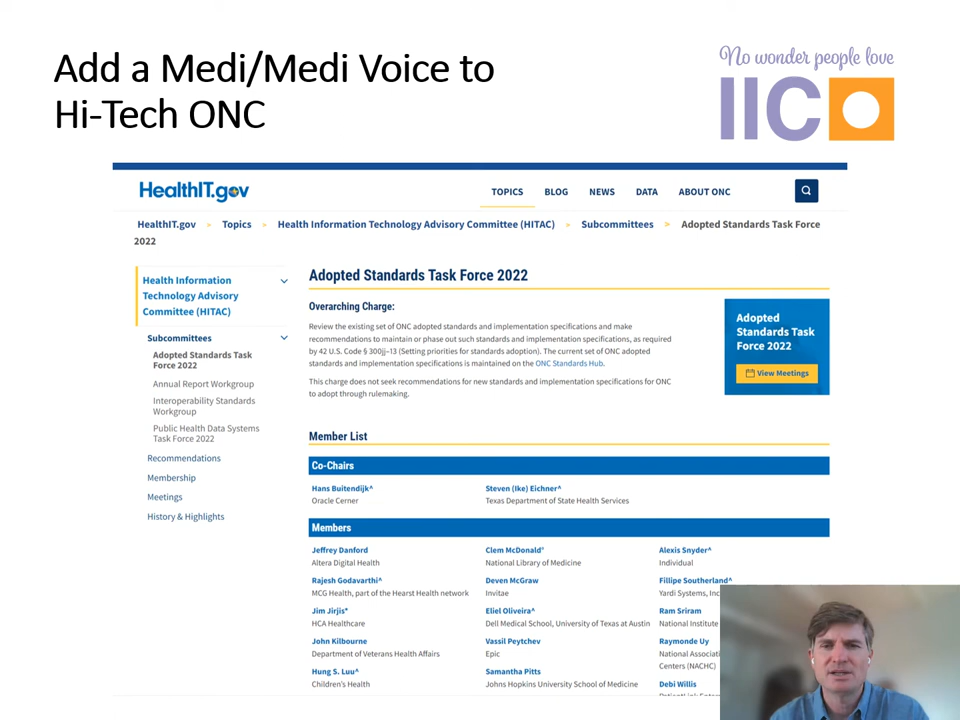 Add a Medi/Medi Voice to
Hi-Tech ONC
No wonder people love
IICO
HealthIT.gov
TOPICS BLOG NEWS DATA ABOUT ONC
HealthIT.gov > Topics > Health Information Technology Advisory Committee (HITAC) > Subcommittees > Adopted Standards Task Force
2022
Health Information
Technology Advisory
Committee (HITAC)
Subcommittees
Adopted Standards Task
Force 2022
Annual Report Workgroup
Interoperability Standards
Workgroup
Public Health Data Systems
Task Force 2022
Recommendations
Membership
Meetings
History & Highlights
Adopted Standards Task Force 2022
Overarching Charge:
Review the existing set of ONC adopted standards and implementation specifications and make
recommendations to maintain or phase out such standards and implementation specifications, as required
by 42 U.S. Code § 300jj–13 (Setting priorities for standards adoption). The current set of ONC adopted
standards and implementation specifications is maintained on the ONC Standards Hub.
This charge does not seek recommendations for new standards and implementation specifications for ONC
to adopt through rulemaking.
Adopted
Standards Task
Force 2022
View Meetings
Member List
Co-Chairs
Hans Buitendijk^ Steven (Ike) Eichner^
Oracle Cerner Texas Department of State Health Services
Members
Jeffrey Danford Clem McDonald Alexis Snyder^
Altera Digital Health National Library of Medicine Individual
Rajesh Godavarthi^ Deven McGraw Fillipe Southerland^
MCG Health, part of the Hearst Health network Invitae Yardi Systems, Inc
Jim Jirjis* Eliel Oliveira^ Ram Sriram
HCA Healthcare Dell Medical School, University of Texas at Austin National Institute
John Kilbourne Vassil Peytchev Raymonde Uy
Department of Veterans Health Affairs Epic National Associati
Centers (NACHC)
Hung S. Luu^ Samantha Pitts Debi Willis
Children's Health Johns Hopkins University School of Medicine